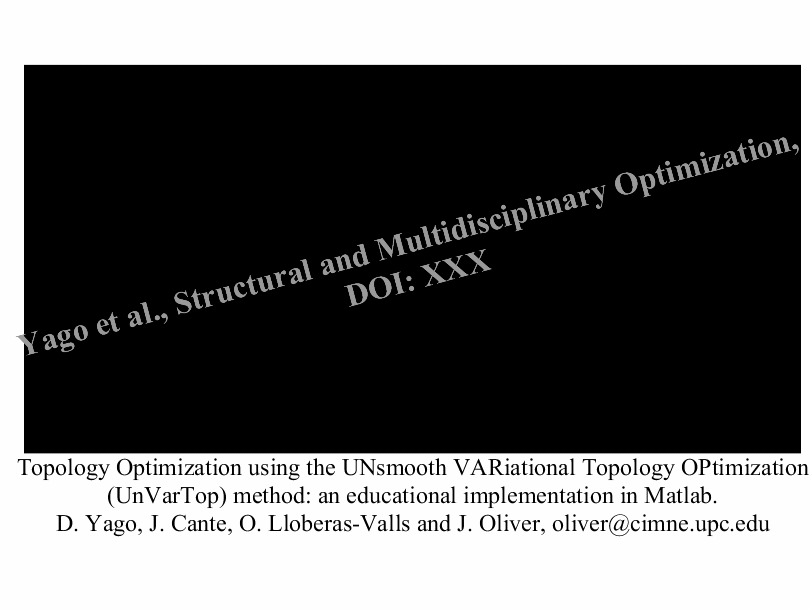 Yago et al., Structural and Multidisciplinary Optimization,
DOI: XXX
Topology Optimization using the UNsmooth VARiational Topology OPtimization
(UnVarTop) method: an educational implementation in Matlab.
D. Yago, J. Cante, O. Lloberas-Valls and J. Oliver, oliver@cimne.upc.edu